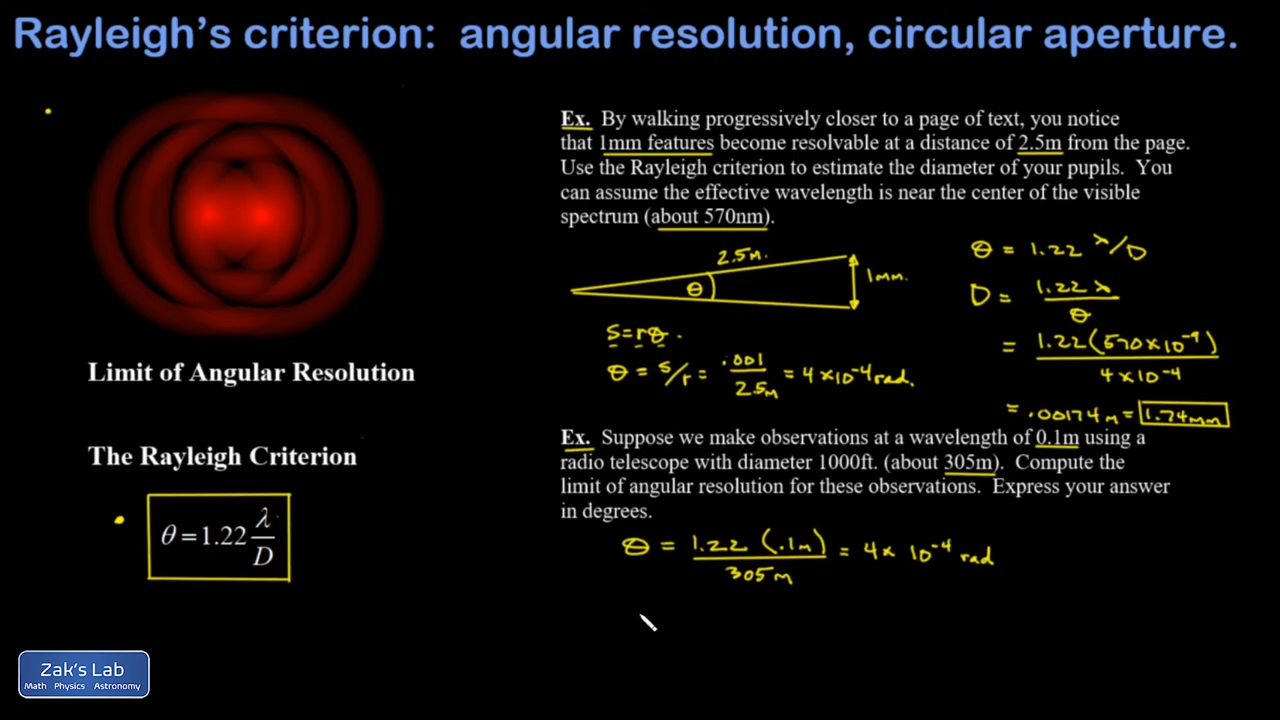 Rayleigh's criterion: angular resolution, circular aperture.
Limit of Angular Resolution
The Rayleigh Criterion
θ = 1.22 λ/D
Ex. By walking progressively closer to a page of text, you notice
that 1mm features become resolvable at a distance of 2.5m from the page.
Use the Rayleigh criterion to estimate the diameter of your pupils. You
can assume the effective wavelength is near the center of the visible
spectrum (about 570nm).
2.5m.
θ
1mm.
s=rθ.
θ = s/r = .001/2.5m = 4×10⁻⁴ rad.
θ = 1.22 λ/D
D = 1.22 λ/θ
= 1.22(570×10⁻⁹)/4×10⁻⁴
= .00174m = 1.74mm
Ex. Suppose we make observations at a wavelength of 0.1m using a
radio telescope with diameter 1000ft. (about 305m). Compute the
limit of angular resolution for these observations. Express your answer
in degrees.
θ = 1.22 (.1m)/305m = 4× 10⁻⁴ rad
Zak's Lab
Math Physics Astronomy